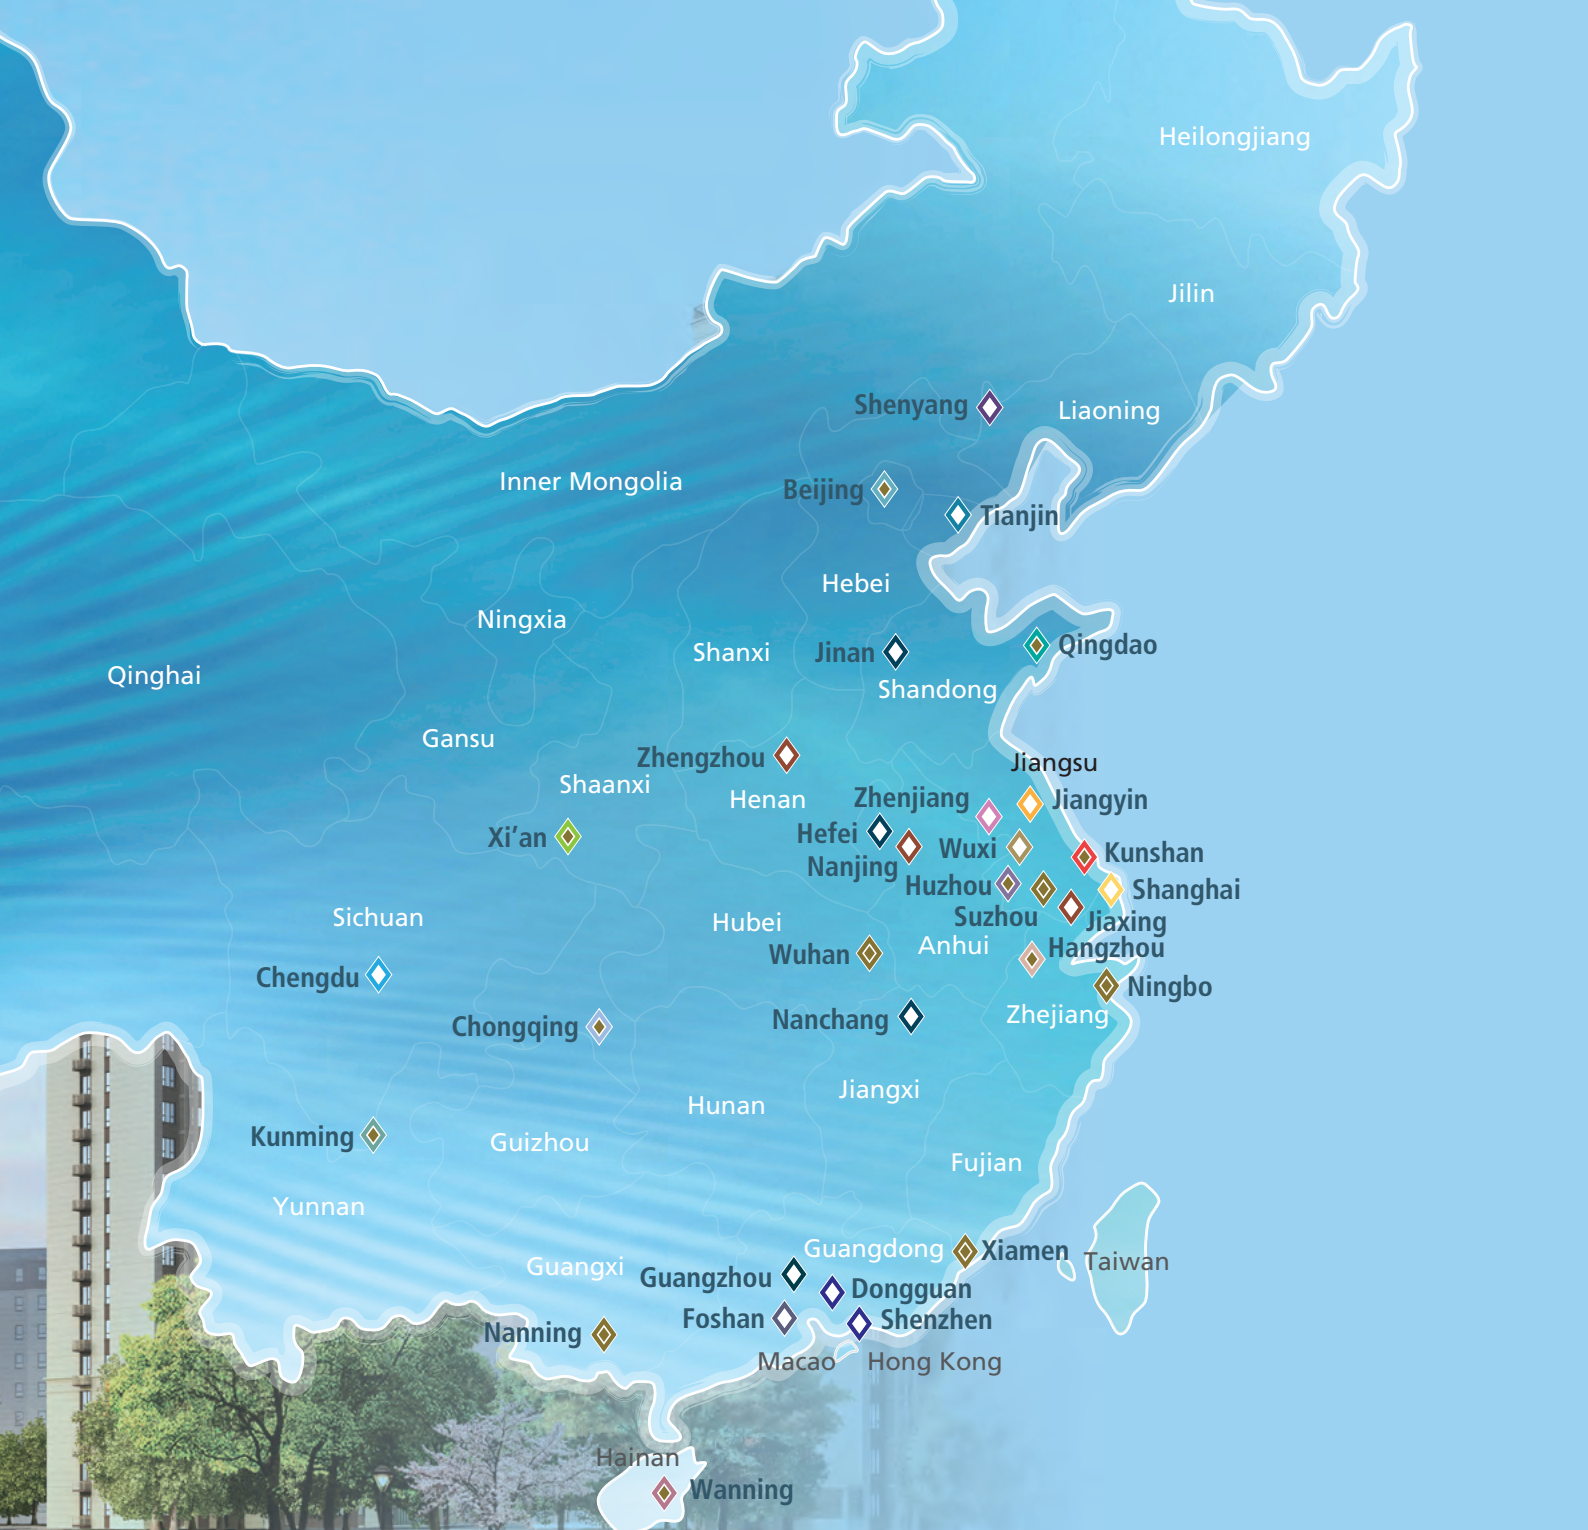 Heilongjiang
Jilin
Shenyang
Liaoning
Inner Mongolia
Beijing
Tianjin
Hebei
Ningxia
Shanxi
Jinan
Qingdao
Qinghai
Shandong
Gansu
Zhengzhou
Jiangsu
Shaanxi
Henan
Zhenjiang
Jiangyin
Xi’an
Hefei
Nanjing
Wuxi
Kunshan
Huzhou
Shanghai
Suzhou
Jiaxing
Sichuan
Hubei
Anhui
Hangzhou
Wuhan
Chengdu
Ningbo
Chongqing
Nanchang
Zhejiang
Jiangxi
Hunan
Kunming
Guizhou
Fujian
Yunnan
Guangdong
Xiamen
Taiwan
Guangxi
Guangzhou
Dongguan
Foshan
Shenzhen
Nanning
Macao
Hong Kong
Hainan
Wanning